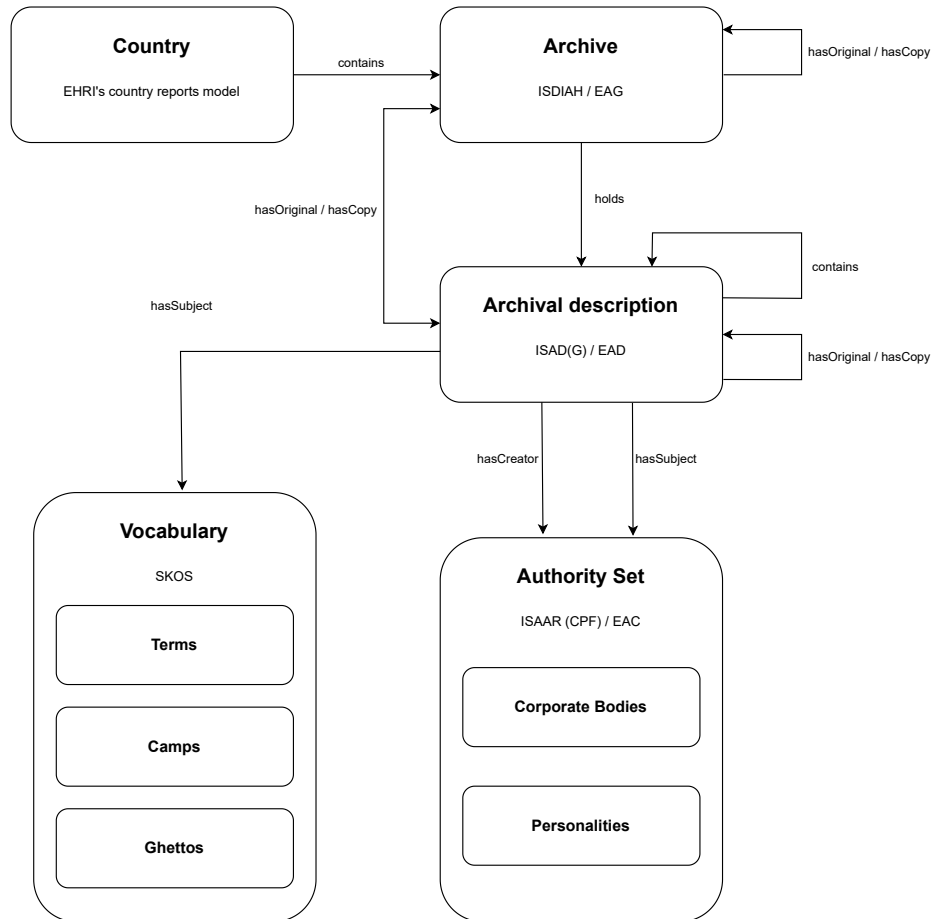 Country
EHRI's country reports model
contains
Archive
ISDIAH / EAG
hasOriginal / hasCopy
hasOriginal / hasCopy
holds
Archival description
ISAD(G) / EAD
contains
hasOriginal / hasCopy
hasSubject
hasCreator
hasSubject
Vocabulary
SKOS
Terms
Camps
Ghettos
Authority Set
ISAAR (CPF) / EAC
Corporate Bodies
Personalities